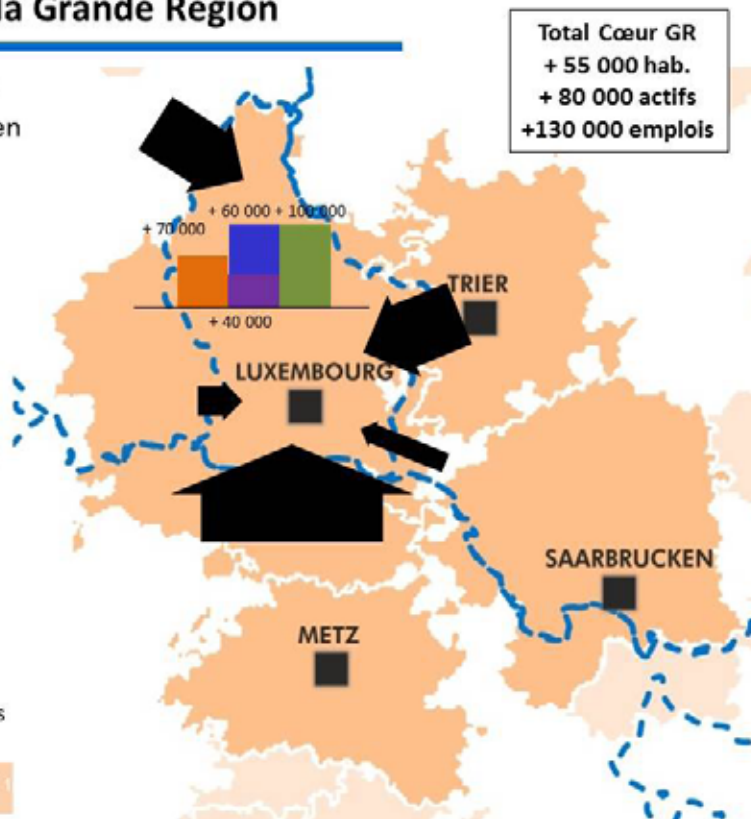 la Grande Région
Total Cœur GR
+ 55 000 hab.
+ 80 000 actifs
+130 000 emplois
en
+ 60 000 + 100 000
+ 70 000
TRIER
+ 40 000
LUXEMBOURG
SAARBRUCKEN
METZ
s